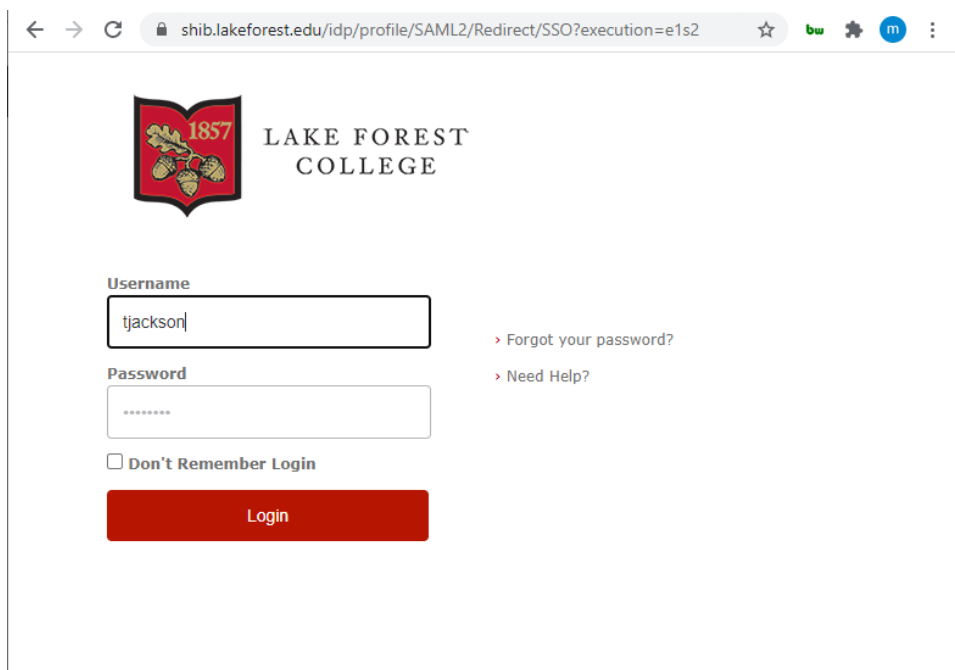 shib.lakeforest.edu/idp/profile/SAML2/Redirect/SSO?execution=e1s2
bw
m
1857
LAKE FOREST
COLLEGE
Username
tjackson
› Forgot your password?
Password
› Need Help?
••••••••
Don't Remember Login
Login